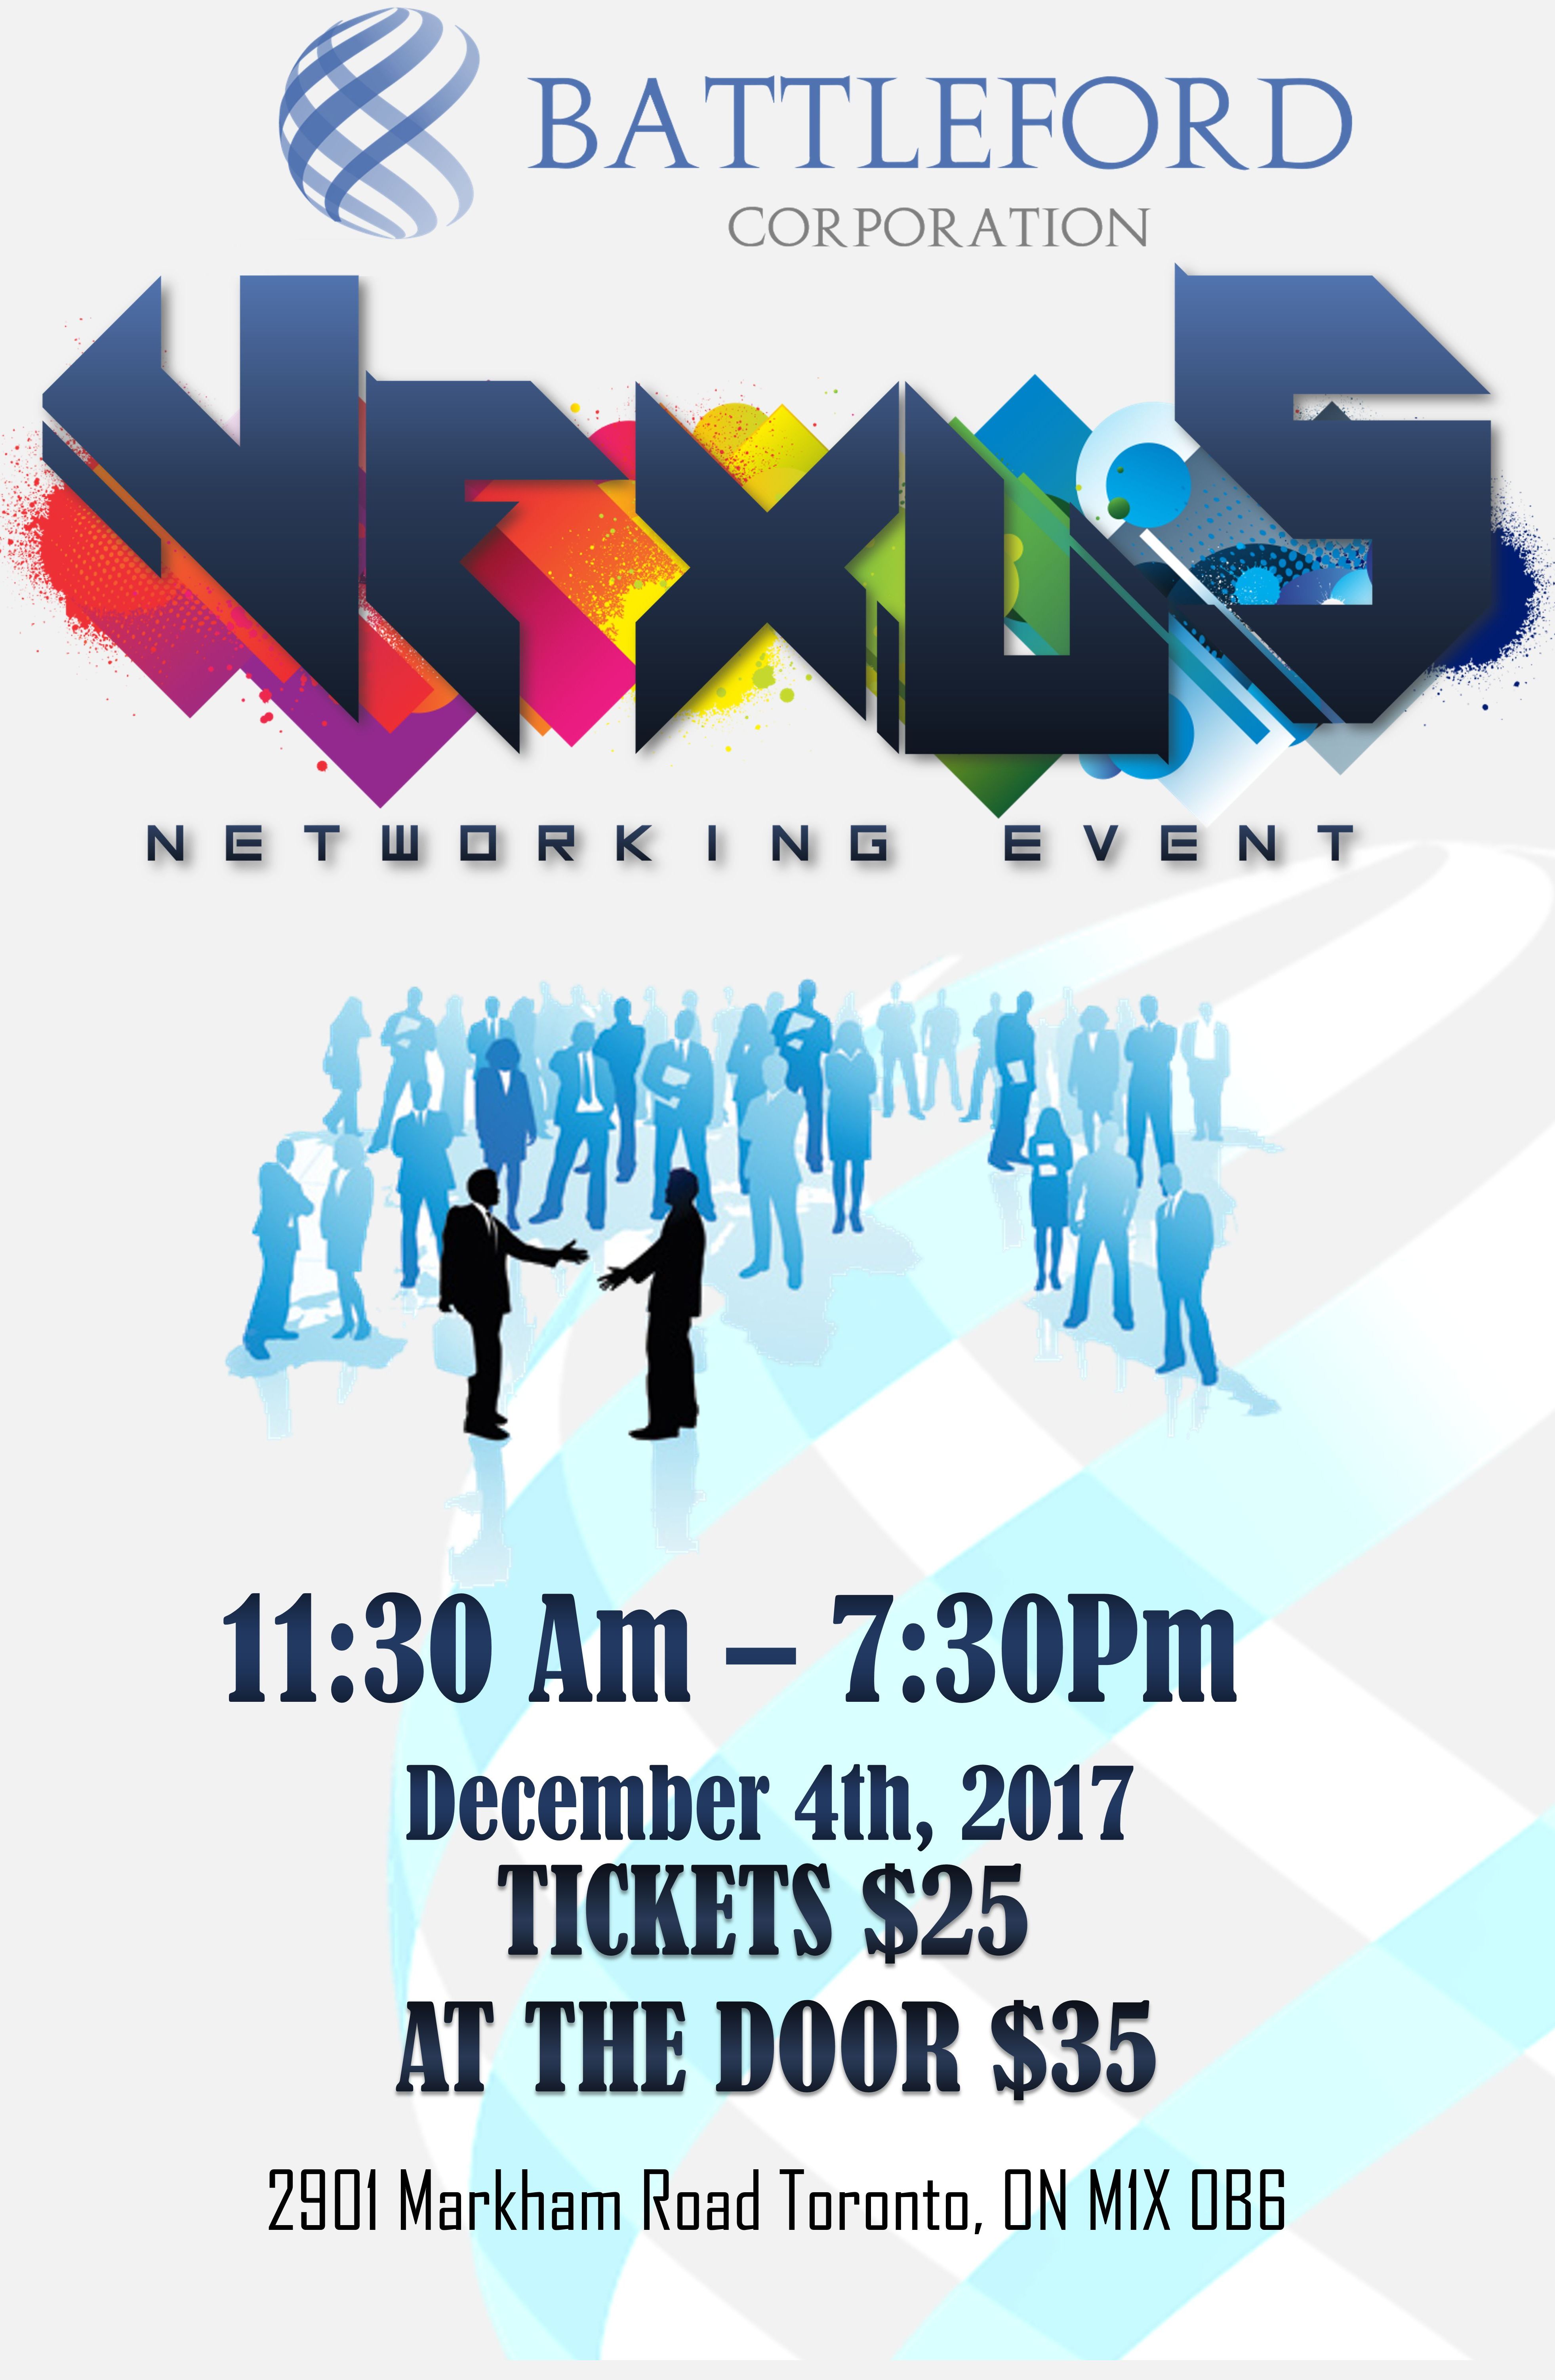 BATTLEFORD
CORPORATION
NEXUS
NETWORKING EVENT
11:30 Am – 7:30Pm
December 4th, 2017
TICKETS $25
AT THE DOOR $35
2901 Markham Road Toronto, ON M1X 0B6